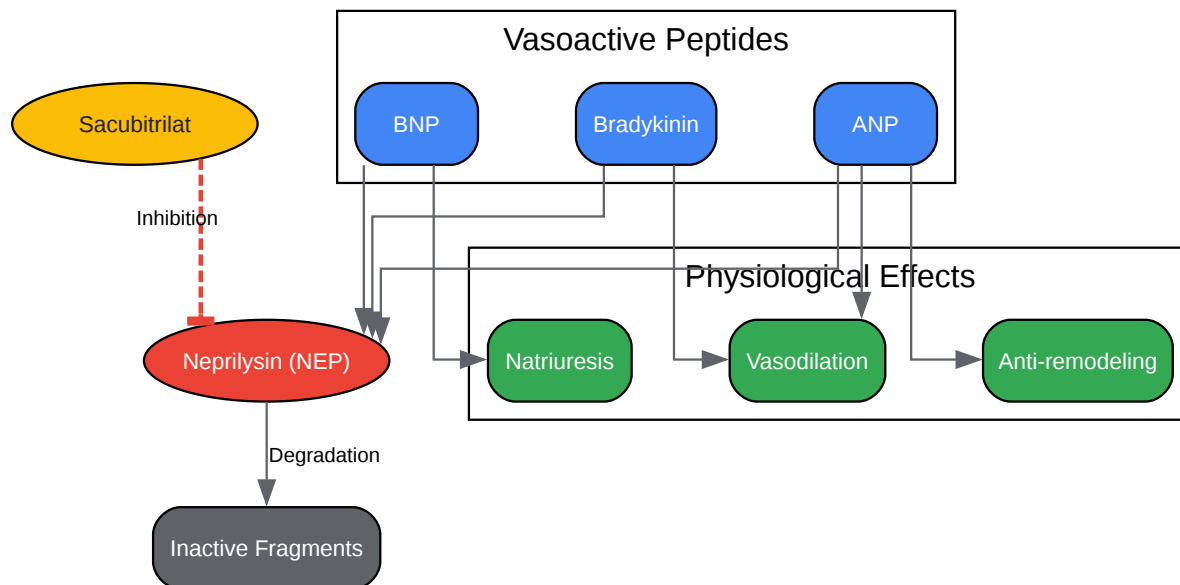 Vasoactive Peptides
Sacubitrilat
BNP
Bradykinin
ANP
Inhibition
Physiological Effects
Neprilysin (NEP)
Natriuresis
Vasodilation
Anti-remodeling
Degradation
Inactive Fragments